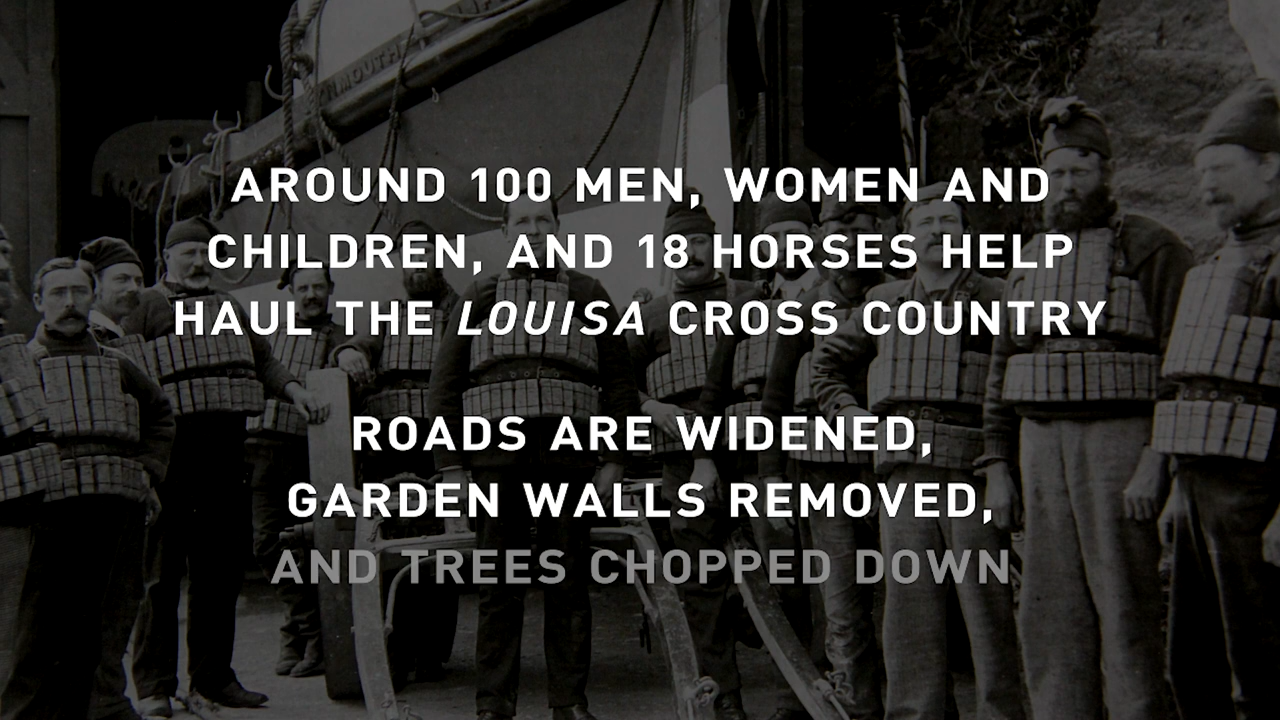 MOUTH
AROUND 100 MEN, WOMEN AND
CHILDREN, AND 18 HORSES HELP
HAUL THE LOUISA CROSS COUNTRY
ROADS ARE WIDENED,
GARDEN WALLS REMOVED,
AND TREES CHOPPED DOWN